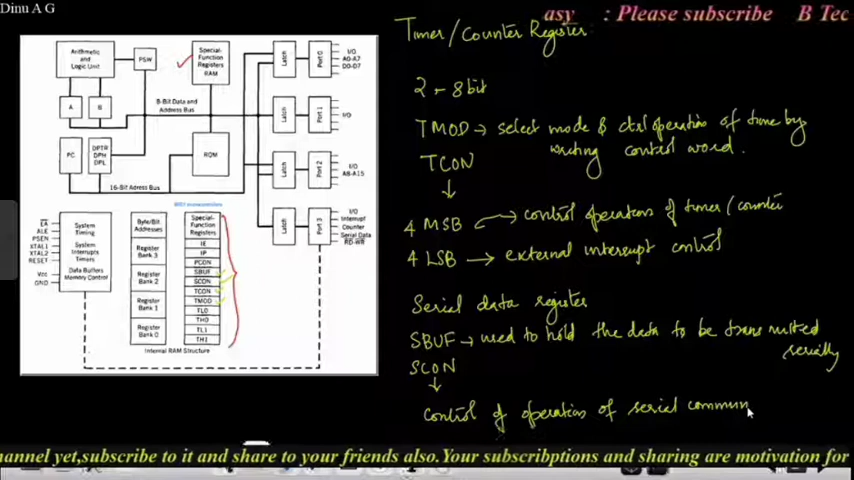 Dinu A G
asy : Please subscribe B Tec
Timer/Counter Register
2 - 8bit
TMOD → select mode & ctrl operation of time by
writing control word.
TCON
↓
4 MSB → control operations of timer/counter
4 LSB → external interrupt control
Serial data register
SBUF → used to hold the data to be transmitted
serially
SCON
↓
control of operation of serial commun
Arithmetic
and
Logic Unit
PSW
Special-
Function
Registers
RAM
Latch
Port 0
I/O
A0-A7
D0-D7
A
B
8-Bit Data and
Address Bus
Latch
Port 1
I/O
PC
DPTR
DPH
DPL
ROM
Latch
Port 2
I/O
A8-A15
16-Bit Adress Bus
EA
ALE
PSEN
XTAL1
XTAL2
RESET
Vcc
GND
System
Timing
System
Interrupts
Timers
Data Buffers
Memory Control
Byte/Bit
Addresses
Register
Bank 3
Register
Bank 2
Register
Bank 1
Register
Bank 0
Special-
Function
Registers
IE
IP
PCON
SBUF
SCON
TCON
TMOD
TL0
TH0
TL1
TH1
Internal RAM Structure
Latch
Port 3
I/O
Interrupt
Counter
Serial Data
RD-WR
hannel yet,subscribe to it and share to your friends also.Your subscribptions and sharing are motivation for